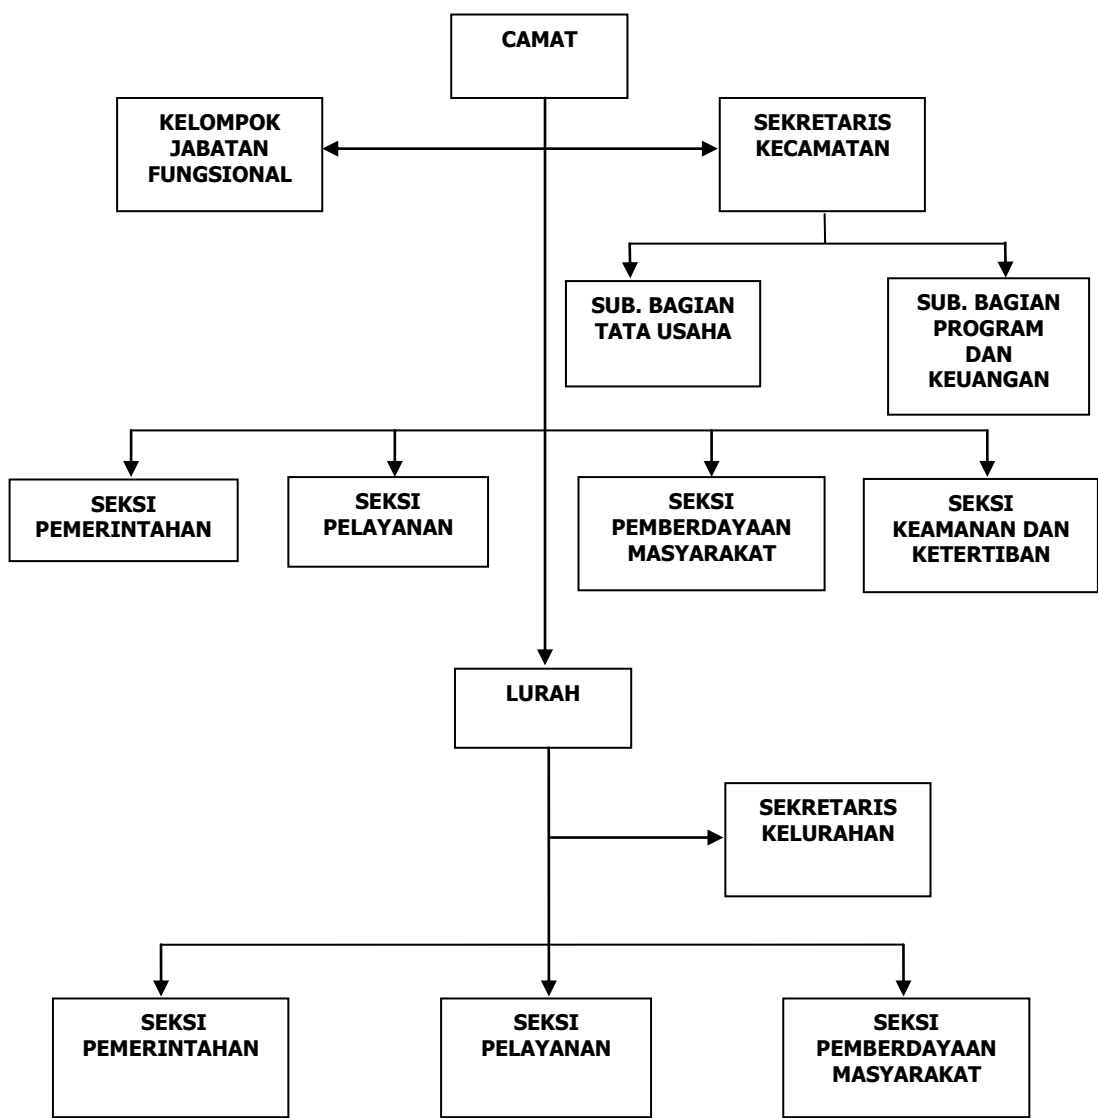 CAMAT
KELOMPOK
JABATAN
FUNGSIONAL
SEKRETARIS
KECAMATAN
SUB. BAGIAN
TATA USAHA
SUB. BAGIAN
PROGRAM
DAN
KEUANGAN
SEKSI
PEMERINTAHAN
SEKSI
PELAYANAN
SEKSI
PEMBERDAYAAN
MASYARAKAT
SEKSI
KEAMANAN DAN
KETERTIBAN
LURAH
SEKRETARIS
KELURAHAN
SEKSI
PEMERINTAHAN
SEKSI
PELAYANAN
SEKSI
PEMBERDAYAAN
MASYARAKAT